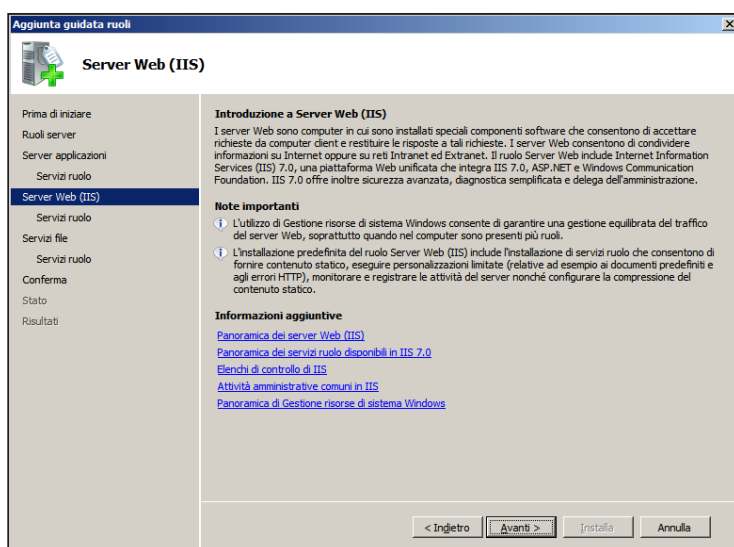 Aggiunta guidata ruoli
Server Web (IIS)
Prima di iniziare
Ruoli server
Server applicazioni
Servizi ruolo
Server Web (IIS)
Servizi ruolo
Servizi file
Servizi ruolo
Conferma
Stato
Risultati
Introduzione a Server Web (IIS)
I server Web sono computer in cui sono installati speciali componenti software che consentono di accettare
richieste da computer client e restituire le risposte a tali richieste. I server Web consentono di condividere
informazioni su Internet oppure su reti Intranet ed Extranet. Il ruolo Server Web include Internet Information
Services (IIS) 7.0, una piattaforma Web unificata che integra IIS 7.0, ASP.NET e Windows Communication
Foundation. IIS 7.0 offre inoltre sicurezza avanzata, diagnostica semplificata e delega dell'amministrazione.
Note importanti
L'utilizzo di Gestione risorse di sistema Windows consente di garantire una gestione equilibrata del traffico
del server Web, soprattutto quando nel computer sono presenti più ruoli.
L'installazione predefinita del ruolo Server Web (IIS) include l'installazione di servizi ruolo che consentono di
fornire contenuto statico, eseguire personalizzazioni limitate (relative ad esempio ai documenti predefiniti e
agli errori HTTP), monitorare e registrare le attività del server nonché configurare la compressione del
contenuto statico.
Informazioni aggiuntive
Panoramica dei server Web (IIS)
Panoramica dei servizi ruolo disponibili in IIS 7.0
Elenchi di controllo di IIS
Attività amministrative comuni in IIS
Panoramica di Gestione risorse di sistema Windows
< Indietro
Avanti >
Installa
Annulla